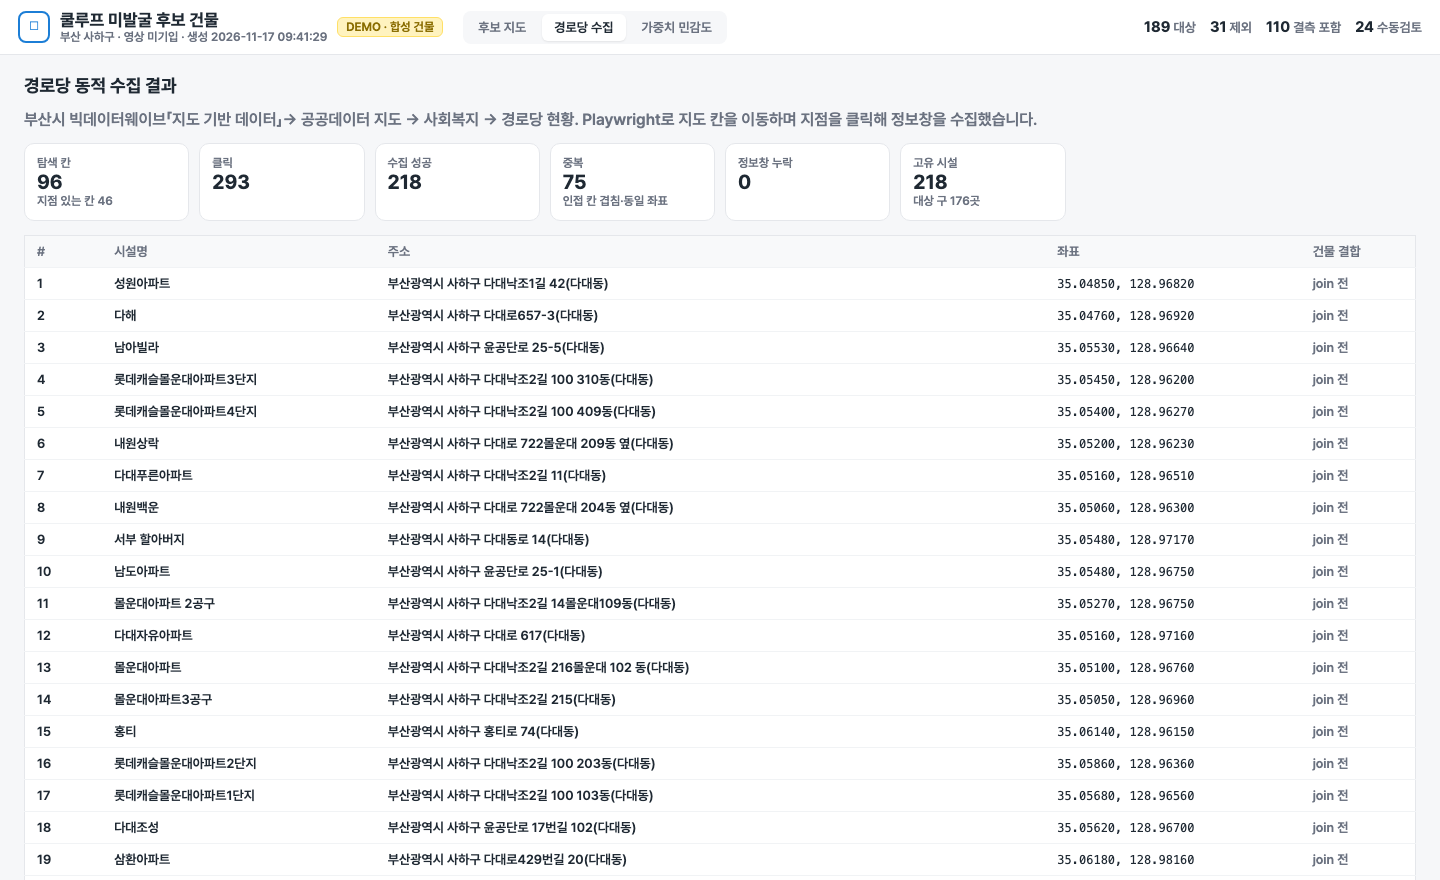 쿨루프 미발굴 후보 건물
부산 사하구 · 영상 미기입 · 생성 2026-11-17 09:41:29
DEMO · 합성 건물
후보 지도 경로당 수집 가중치 민감도
189 대상 31 제외 110 결측 포함 24 수동검토
경로당 동적 수집 결과
부산시 빅데이터웨이브「지도 기반 데이터」→ 공공데이터 지도 → 사회복지 → 경로당 현황. Playwright로 지도 칸을 이동하며 지점을 클릭해 정보창을 수집했습니다.
탐색 칸
96
지점 있는 칸 46
클릭
293
수집 성공
218
중복
75
인접 칸 겹침·동일 좌표
정보창 누락
0
고유 시설
218
대상 구 176곳
# 시설명 주소 좌표 건물 결합
1 성원아파트 부산광역시 사하구 다대낙조1길 42(다대동) 35.04850, 128.96820 join 전
2 다해 부산광역시 사하구 다대로657-3(다대동) 35.04760, 128.96920 join 전
3 남아빌라 부산광역시 사하구 윤공단로 25-5(다대동) 35.05530, 128.96640 join 전
4 롯데캐슬몰운대아파트3단지 부산광역시 사하구 다대낙조2길 100 310동(다대동) 35.05450, 128.96200 join 전
5 롯데캐슬몰운대아파트4단지 부산광역시 사하구 다대낙조2길 100 409동(다대동) 35.05400, 128.96270 join 전
6 내원상락 부산광역시 사하구 다대로 722몰운대 209동 옆(다대동) 35.05200, 128.96230 join 전
7 다대푸른아파트 부산광역시 사하구 다대낙조2길 11(다대동) 35.05160, 128.96510 join 전
8 내원백운 부산광역시 사하구 다대로 722몰운대 204동 옆(다대동) 35.05060, 128.96300 join 전
9 서부 할아버지 부산광역시 사하구 다대동로 14(다대동) 35.05480, 128.97170 join 전
10 남도아파트 부산광역시 사하구 윤공단로 25-1(다대동) 35.05480, 128.96750 join 전
11 몰운대아파트 2공구 부산광역시 사하구 다대낙조2길 14몰운대109동(다대동) 35.05270, 128.96750 join 전
12 다대자유아파트 부산광역시 사하구 다대로 617(다대동) 35.05160, 128.97160 join 전
13 몰운대아파트 부산광역시 사하구 다대낙조2길 216몰운대 102 동(다대동) 35.05100, 128.96760 join 전
14 몰운대아파트3공구 부산광역시 사하구 다대낙조2길 215(다대동) 35.05050, 128.96960 join 전
15 홍티 부산광역시 사하구 홍티로 74(다대동) 35.06140, 128.96150 join 전
16 롯데캐슬몰운대아파트2단지 부산광역시 사하구 다대낙조2길 100 203동(다대동) 35.05860, 128.96360 join 전
17 롯데캐슬몰운대아파트1단지 부산광역시 사하구 다대낙조2길 100 103동(다대동) 35.05680, 128.96560 join 전
18 다대조성 부산광역시 사하구 윤공단로 17번길 102(다대동) 35.05620, 128.96700 join 전
19 삼환아파트 부산광역시 사하구 다대로429번길 20(다대동) 35.06180, 128.98160 join 전